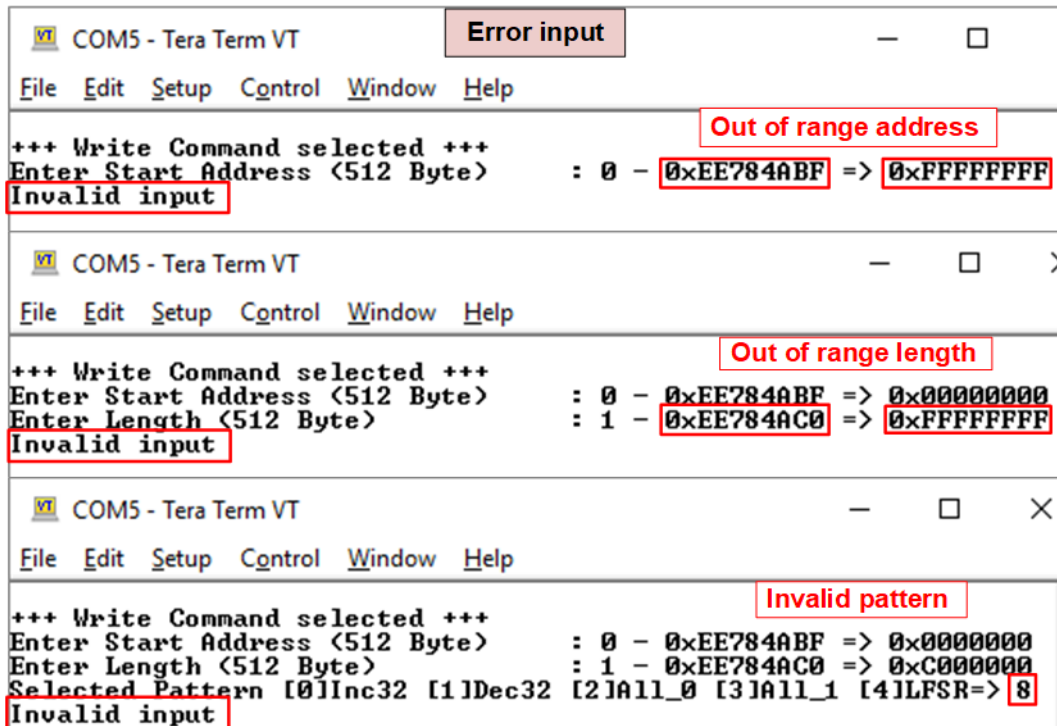 COM5 - Tera Term VT
Error input
File Edit Setup Control Window Help
Out of range address
+++ Write Command selected +++
Enter Start Address (512 Byte) : 0 - 0xEE784ABF => 0xFFFFFFFF
Invalid input
COM5 - Tera Term VT
File Edit Setup Control Window Help
Out of range length
+++ Write Command selected +++
Enter Start Address (512 Byte) : 0 - 0xEE784ABF => 0x00000000
Enter Length (512 Byte) : 1 - 0xEE784AC0 => 0xFFFFFFFF
Invalid input
COM5 - Tera Term VT
File Edit Setup Control Window Help
Invalid pattern
+++ Write Command selected +++
Enter Start Address (512 Byte) : 0 - 0xEE784ABF => 0x0000000
Enter Length (512 Byte) : 1 - 0xEE784AC0 => 0xC000000
Selected Pattern [0]Inc32 [1]Dec32 [2]All_0 [3]All_1 [4]LFSR=> 8
Invalid input